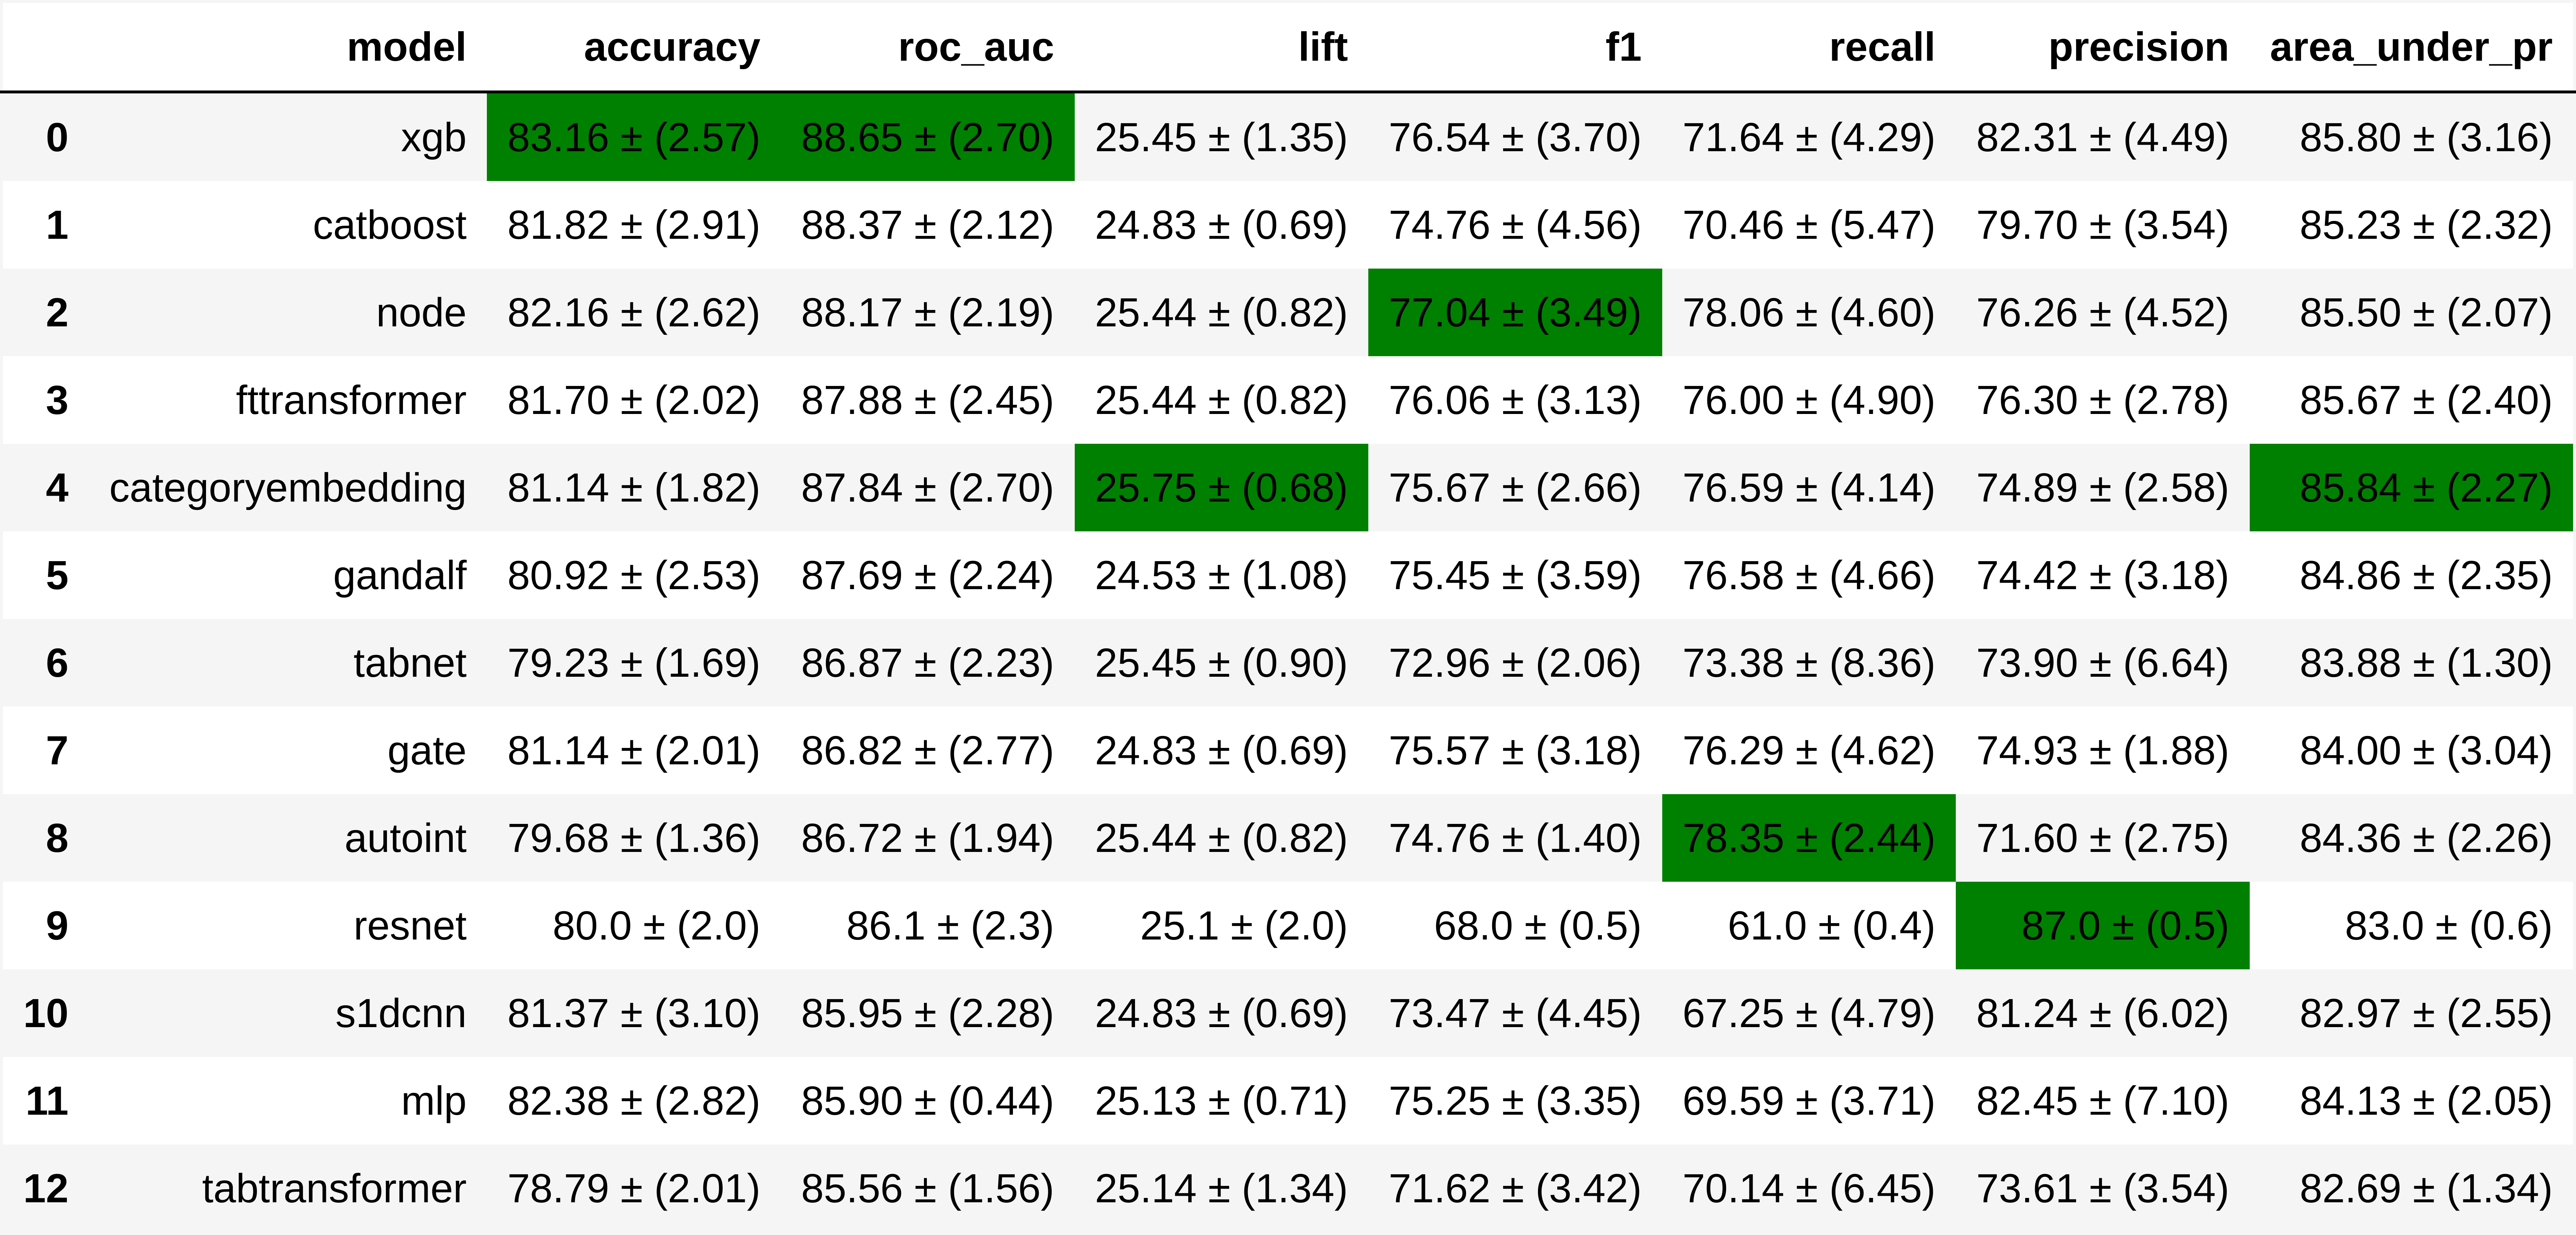 model accuracy roc_auc lift f1 recall precision area_under_pr
0 xgb 83.16 ± (2.57) 88.65 ± (2.70) 25.45 ± (1.35) 76.54 ± (3.70) 71.64 ± (4.29) 82.31 ± (4.49) 85.80 ± (3.16)
1 catboost 81.82 ± (2.91) 88.37 ± (2.12) 24.83 ± (0.69) 74.76 ± (4.56) 70.46 ± (5.47) 79.70 ± (3.54) 85.23 ± (2.32)
2 node 82.16 ± (2.62) 88.17 ± (2.19) 25.44 ± (0.82) 77.04 ± (3.49) 78.06 ± (4.60) 76.26 ± (4.52) 85.50 ± (2.07)
3 fttransformer 81.70 ± (2.02) 87.88 ± (2.45) 25.44 ± (0.82) 76.06 ± (3.13) 76.00 ± (4.90) 76.30 ± (2.78) 85.67 ± (2.40)
4 categoryembedding 81.14 ± (1.82) 87.84 ± (2.70) 25.75 ± (0.68) 75.67 ± (2.66) 76.59 ± (4.14) 74.89 ± (2.58) 85.84 ± (2.27)
5 gandalf 80.92 ± (2.53) 87.69 ± (2.24) 24.53 ± (1.08) 75.45 ± (3.59) 76.58 ± (4.66) 74.42 ± (3.18) 84.86 ± (2.35)
6 tabnet 79.23 ± (1.69) 86.87 ± (2.23) 25.45 ± (0.90) 72.96 ± (2.06) 73.38 ± (8.36) 73.90 ± (6.64) 83.88 ± (1.30)
7 gate 81.14 ± (2.01) 86.82 ± (2.77) 24.83 ± (0.69) 75.57 ± (3.18) 76.29 ± (4.62) 74.93 ± (1.88) 84.00 ± (3.04)
8 autoint 79.68 ± (1.36) 86.72 ± (1.94) 25.44 ± (0.82) 74.76 ± (1.40) 78.35 ± (2.44) 71.60 ± (2.75) 84.36 ± (2.26)
9 resnet 80.0 ± (2.0) 86.1 ± (2.3) 25.1 ± (2.0) 68.0 ± (0.5) 61.0 ± (0.4) 87.0 ± (0.5) 83.0 ± (0.6)
10 s1dcnn 81.37 ± (3.10) 85.95 ± (2.28) 24.83 ± (0.69) 73.47 ± (4.45) 67.25 ± (4.79) 81.24 ± (6.02) 82.97 ± (2.55)
11 mlp 82.38 ± (2.82) 85.90 ± (0.44) 25.13 ± (0.71) 75.25 ± (3.35) 69.59 ± (3.71) 82.45 ± (7.10) 84.13 ± (2.05)
12 tabtransformer 78.79 ± (2.01) 85.56 ± (1.56) 25.14 ± (1.34) 71.62 ± (3.42) 70.14 ± (6.45) 73.61 ± (3.54) 82.69 ± (1.34)